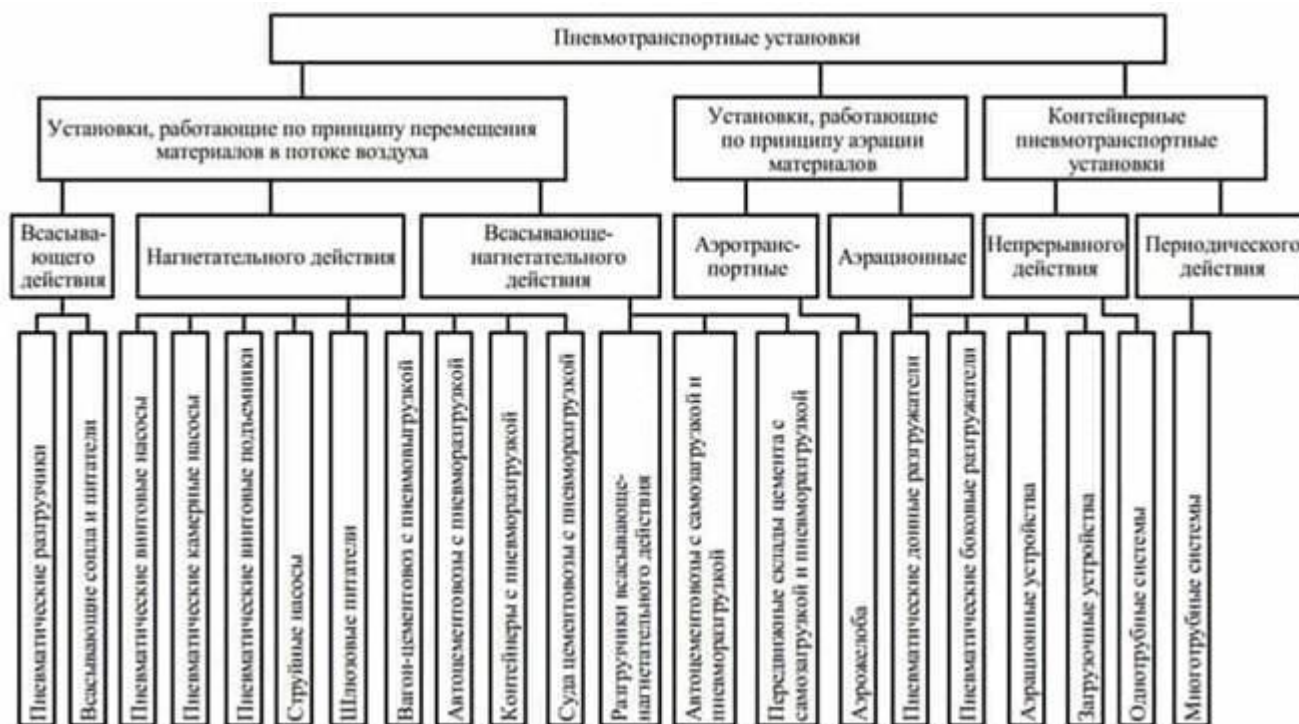 Пневмотранспортные установки
Установки, работающие по принципу перемещения
материалов в потоке воздуха
Установки, работающие
по принципу аэрации
материалов
Контейнерные
пневмотранспортные
установки
Всасыва-
ющего
действия
Нагнетательного действия
Всасывающе-
нагнетательного
действия
Аэротранс-
портные
Аэрационные
Непрерывного
действия
Периодического
действия
Пневматические разгрузчики
Всасывающие сопла и питатели
Пневматические винтовые насосы
Пневматические камерные насосы
Пневматические винтовые подъемники
Струйные насосы
Шлюзовые питатели
Вагон-цементовоз с пневмовыгрузкой
Автоцементовозы с пневморазгрузкой
Контейнеры с пневморазгрузкой
Суда цементовозы с пневморазгрузкой
Разгрузчики всасывающе-
нагнетательного действия
Автоцементовозы с самозагрузкой и
пневморазгрузкой
Передвижные склады цемента с
самозагрузкой и пневморазгрузкой
Аэрожелоба
Пневматические донные разгружатели
Пневматические боковые разгружатели
Аэрационные устройства
Загрузочные устройства
Однотрубные системы
Многотрубные системы